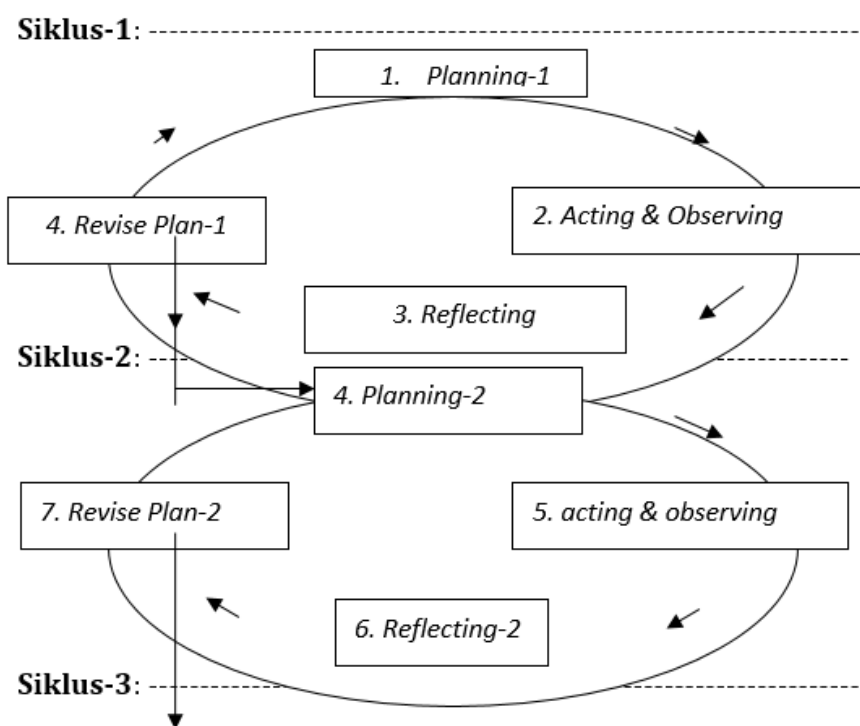 Siklus-1:
1. Planning-1
4. Revise Plan-1
2. Acting & Observing
3. Reflecting
Siklus-2:
4. Planning-2
7. Revise Plan-2
5. acting & observing
6. Reflecting-2
Siklus-3: